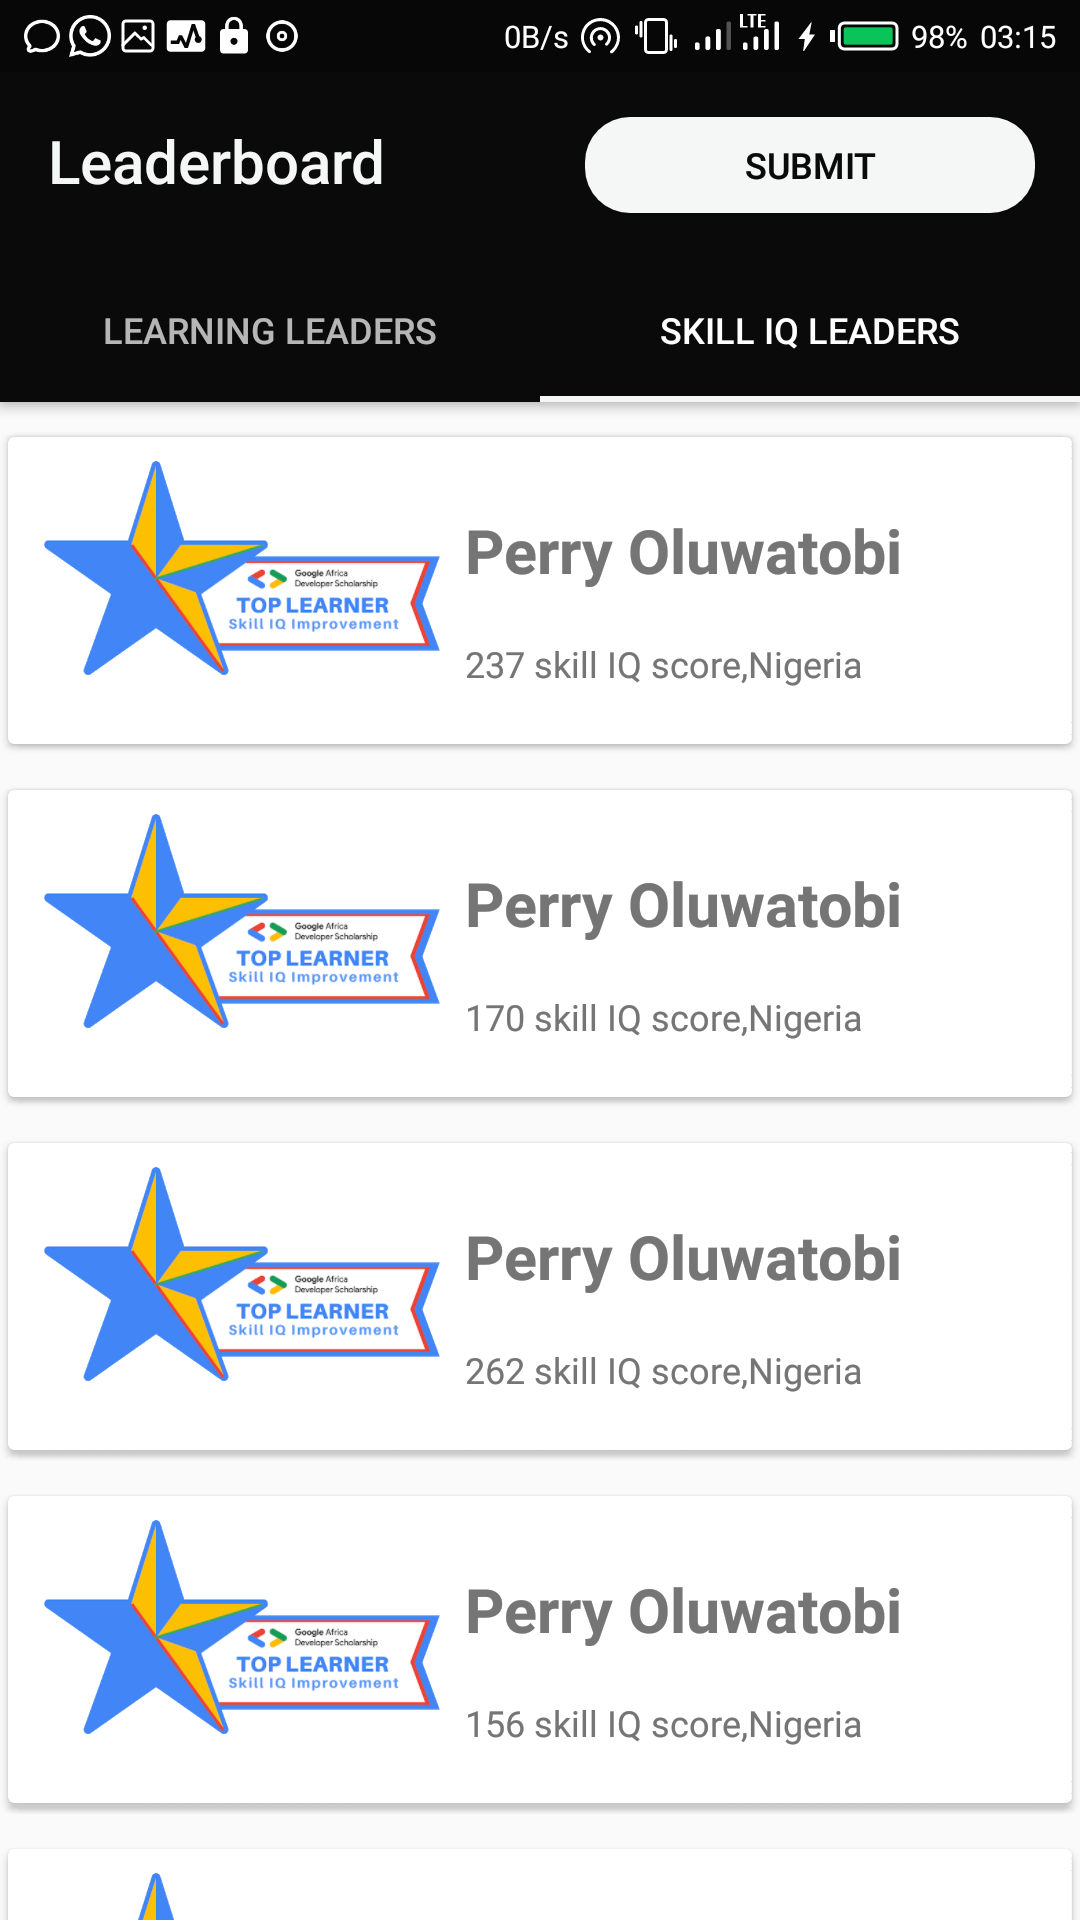 0B/s LTE 98% 03:15
Leaderboard SUBMIT
LEARNING LEADERS SKILL IQ LEADERS
Google Africa
Developer Scholarship
TOP LEARNER
Skill IQ Improvement
Perry Oluwatobi
237 skill IQ score,Nigeria
Google Africa
Developer Scholarship
TOP LEARNER
Skill IQ Improvement
Perry Oluwatobi
170 skill IQ score,Nigeria
Google Africa
Developer Scholarship
TOP LEARNER
Skill IQ Improvement
Perry Oluwatobi
262 skill IQ score,Nigeria
Google Africa
Developer Scholarship
TOP LEARNER
Skill IQ Improvement
Perry Oluwatobi
156 skill IQ score,Nigeria